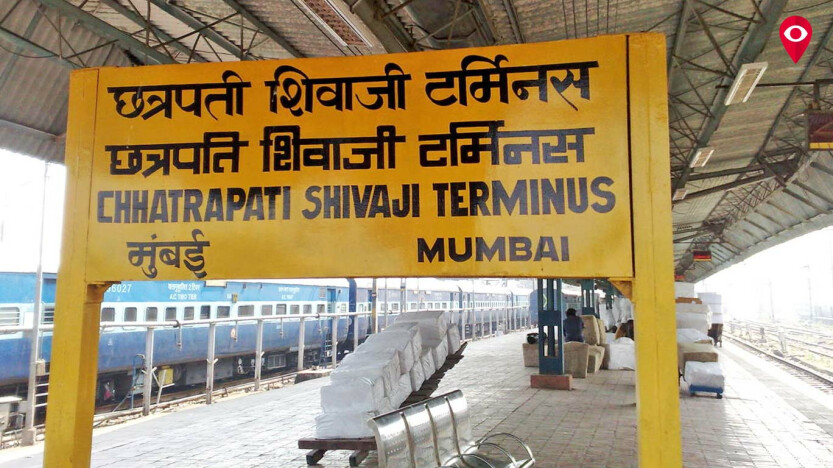 छत्रपती शिवाजी टर्मिनस
छत्रपति शिवाजी टर्मिनस
CHHATRAPATI SHIVAJI TERMINUS
मुंबई MUMBAI